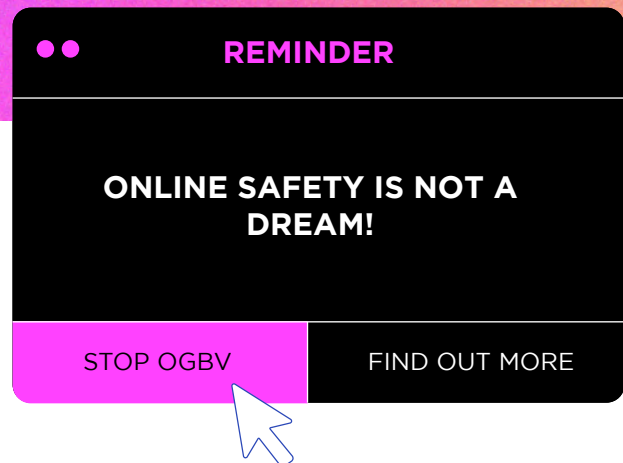 REMINDER
ONLINE SAFETY IS NOT A
DREAM!
STOP OGBV
FIND OUT MORE